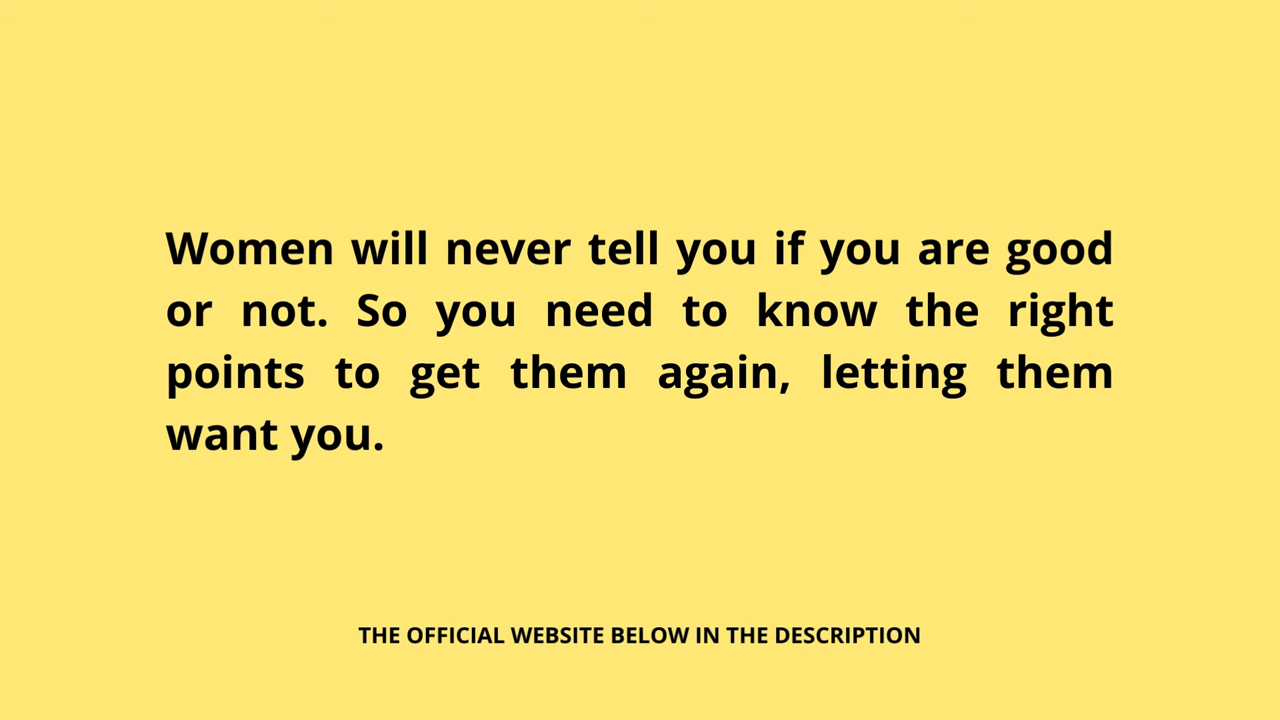 Women will never tell you if you are good
or not. So you need to know the right
points to get them again, letting them
want you.
THE OFFICIAL WEBSITE BELOW IN THE DESCRIPTION